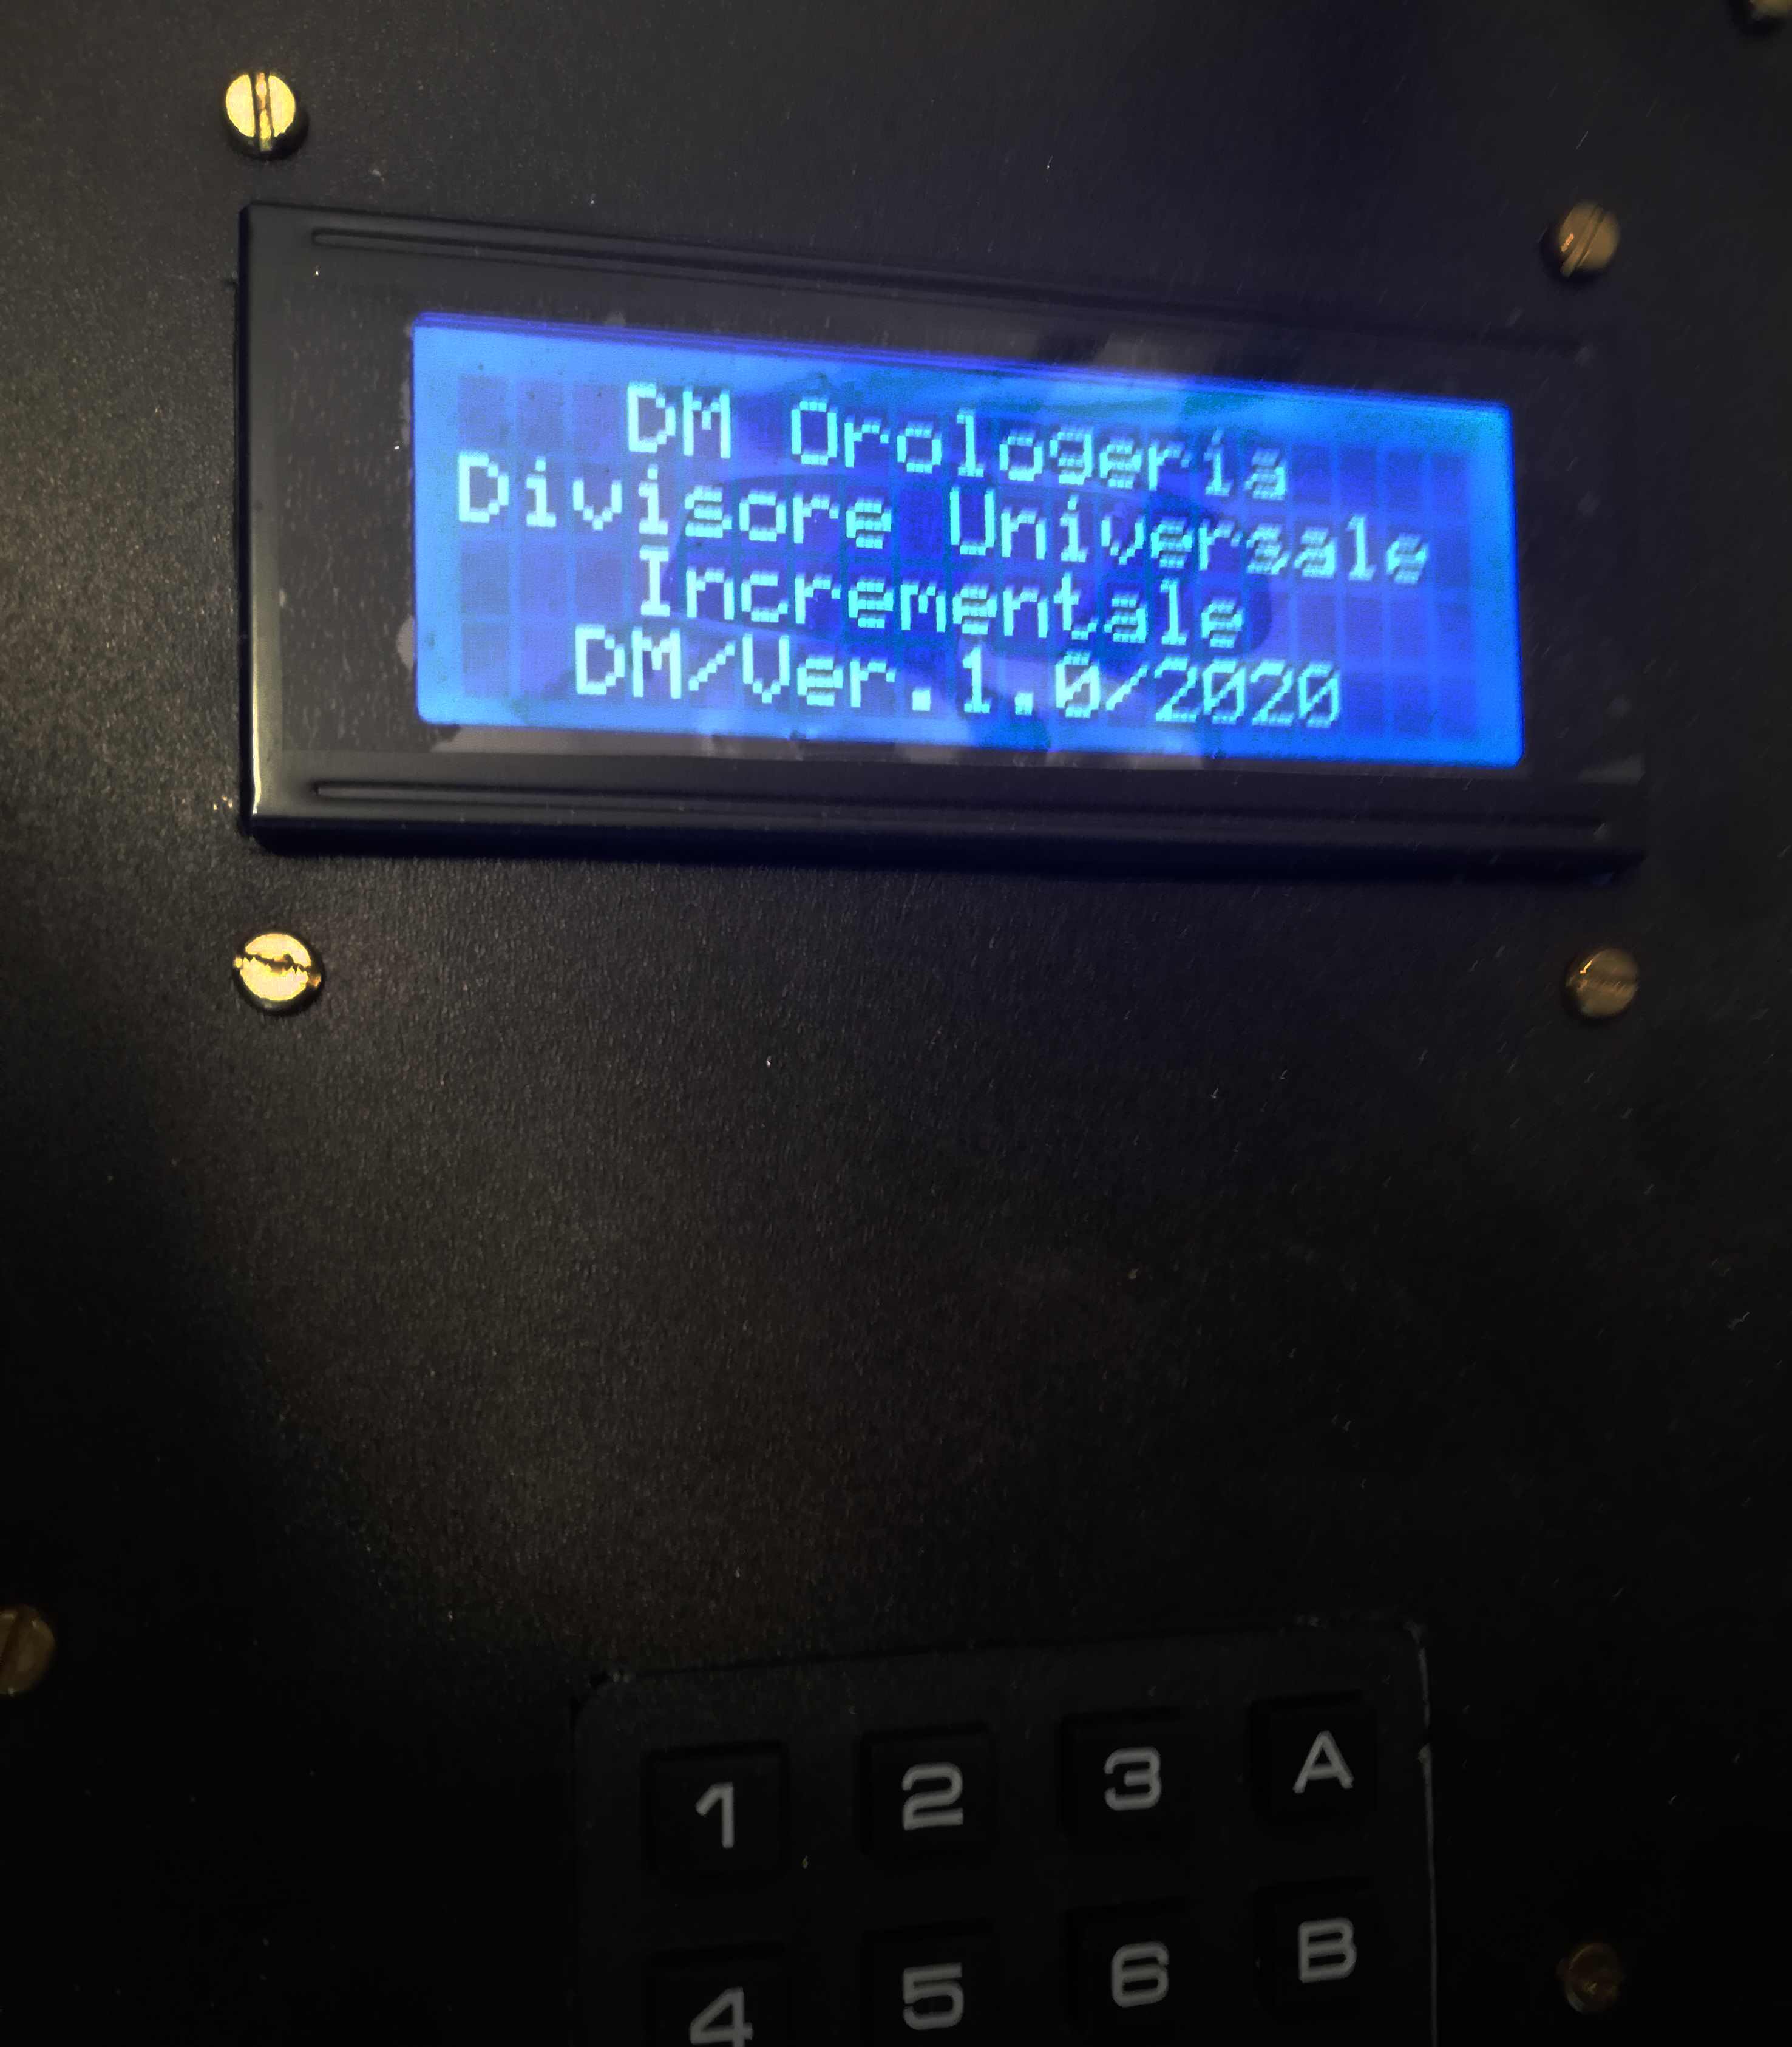 DM Orologeria
Divisore Universale
Incrementale
DM/Ver.1.0/2020
1 2 3 A
4 5 6 B